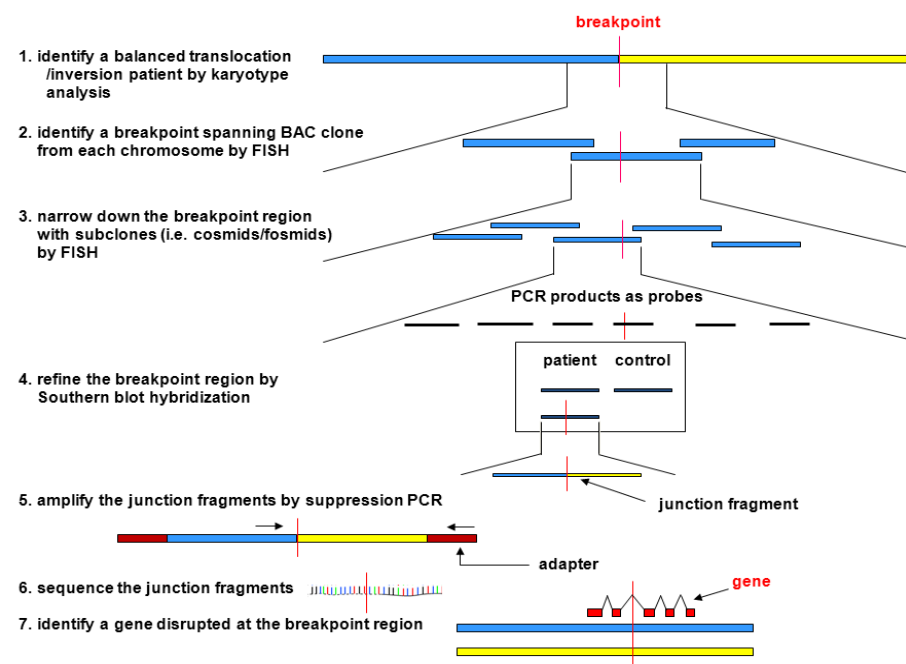 breakpoint
1. identify a balanced translocation
/inversion patient by karyotype
analysis
2. identify a breakpoint spanning BAC clone
from each chromosome by FISH
3. narrow down the breakpoint region
with subclones (i.e. cosmids/fosmids)
by FISH
PCR products as probes
patient control
4. refine the breakpoint region by
Southern blot hybridization
5. amplify the junction fragments by suppression PCR
junction fragment
adapter
6. sequence the junction fragments
gene
7. identify a gene disrupted at the breakpoint region